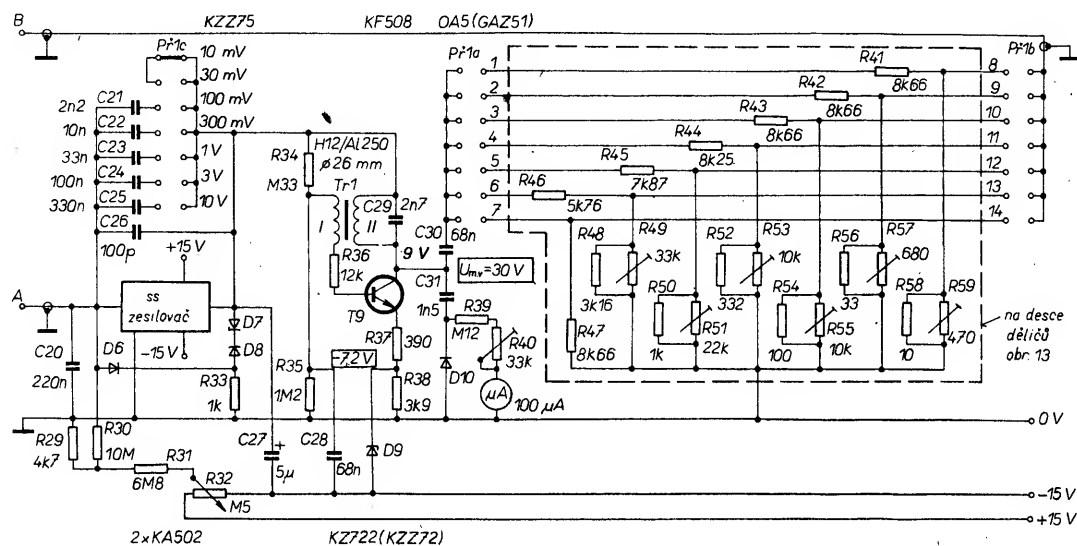 B
KZZ75
KF508
OA5(GAZ51)
Př1c
10 mV
30 mV
100 mV
300 mV
1 V
3 V
10 V
C21
2n2
C22
10n
C23
33n
C24
100n
C25
330n
C26
100p
+15 V
A
ss
zesilovač
-15 V
C20
220n
D6
D7
D8
R33
1k
R29
4k7
R30
10M
R31
6M8
R32
M5
C27
+
5µ
2xKA502
R34
M33
H12/Al250
ø 26 mm
Tr1
I
II
C29
2n7
R36
12k
9 V
T9
R37
390
R35
1M2
-7,2 V
R38
3k9
C28
68n
D9
KZ722(KZZ72)
C30
68n
C31
1n5
Umv=30 V
R39
M12
R40
33k
D10
µA
100 µA
Př1a
1
2
3
4
5
6
7
R41
8k66
R42
8k66
R43
8k66
R44
8k25
R45
7k87
R46
5k76
R47
8k66
R48
3k16
R49
33k
R50
1k
R51
22k
R52
332
R53
10k
R54
100
R55
10k
R56
33
R57
680
R58
10
R59
470
Př1b
8
9
10
11
12
13
14
na desce
děličů
obr. 13
0 V
-15 V
+15 V